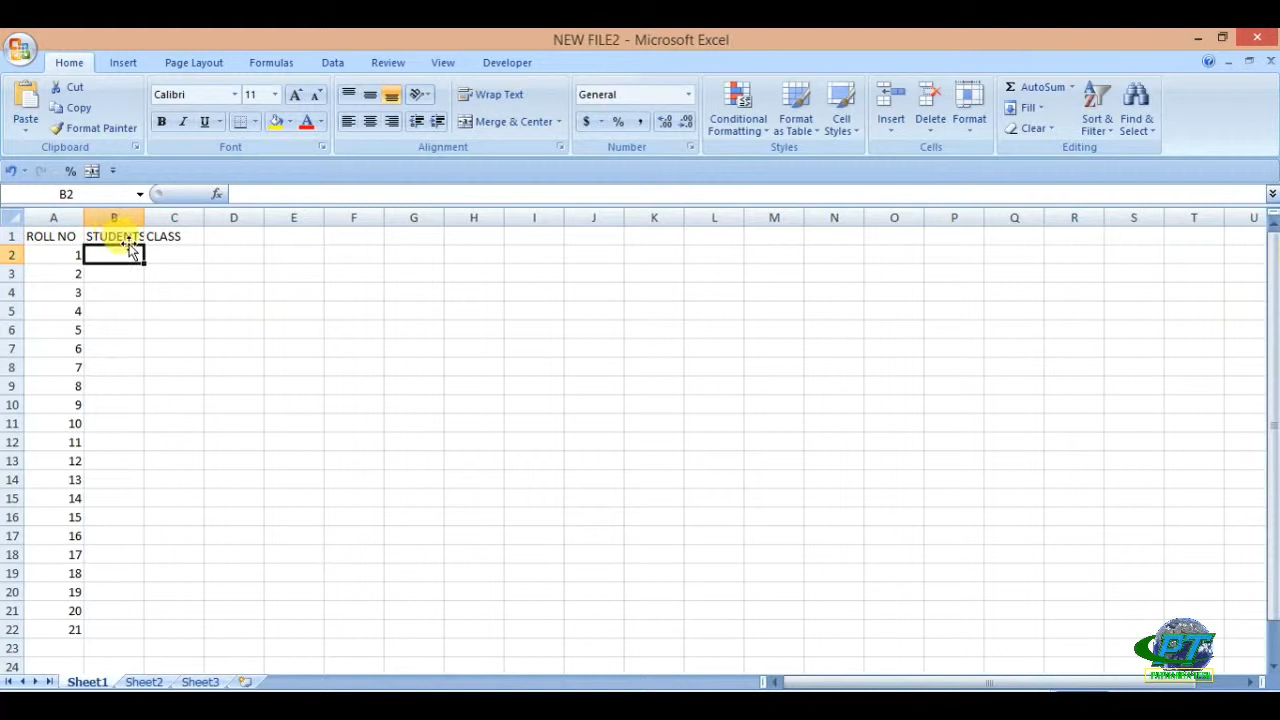 NEW FILE2 - Microsoft Excel
Home Insert Page Layout Formulas Data Review View Developer
Paste
Cut
Copy
Format Painter
Clipboard
Calibri 11
B I U
Font
Wrap Text
Merge & Center
Alignment
General
$ % ,
Number
Conditional Formatting
Format as Table
Cell Styles
Styles
Insert Delete Format
Cells
Σ AutoSum
Fill
Clear
Sort & Filter
Find & Select
Editing
%
B2 fx
A B C D E F G H I J K L M N O P Q R S T U
1 ROLL NO STUDENTS CLASS
2 1
3 2
4 3
5 4
6 5
7 6
8 7
9 8
10 9
11 10
12 11
13 12
14 13
15 14
16 15
17 16
18 17
19 18
20 19
21 20
22 21
23
24
Sheet1 Sheet2 Sheet3
PT